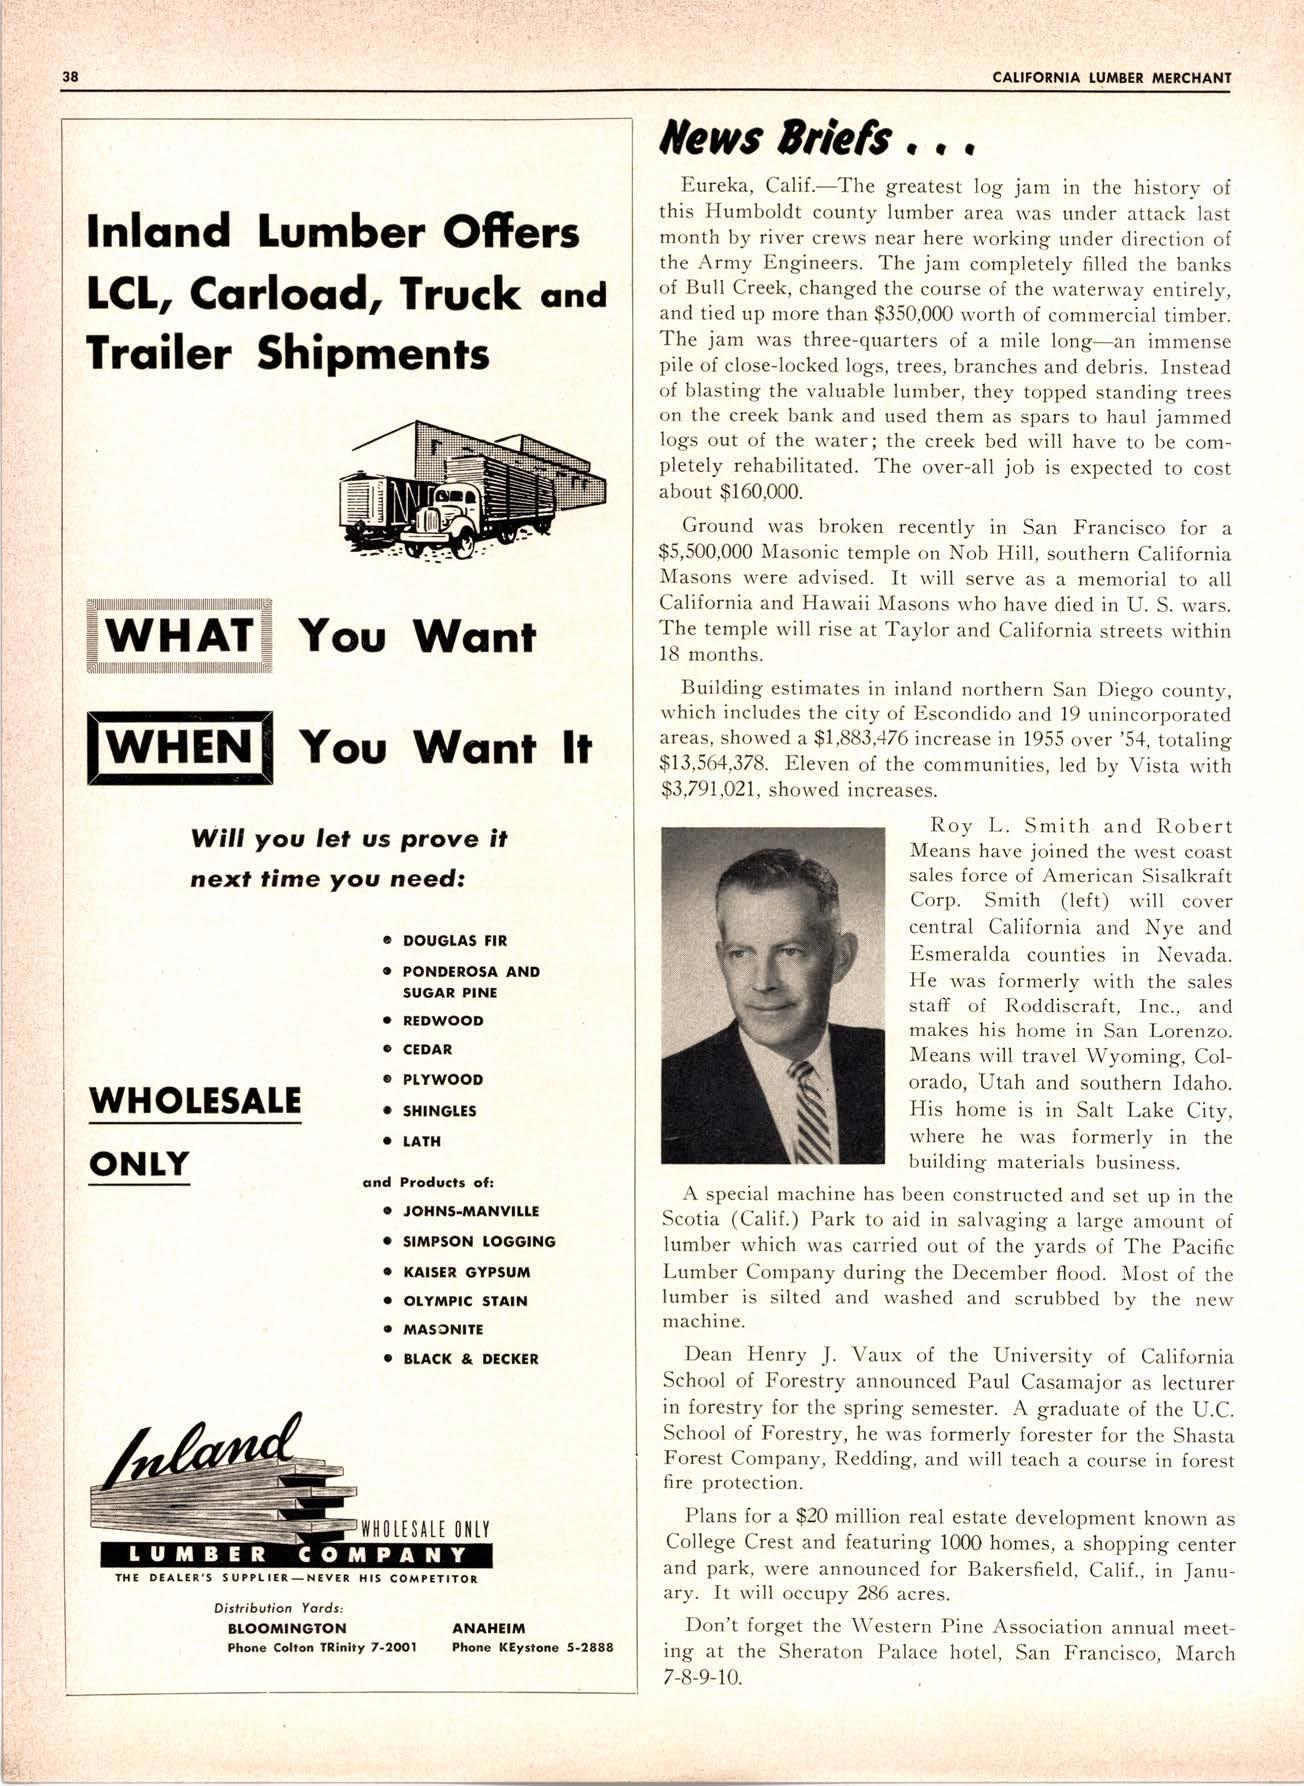 38
CALIFORNIA LUMBER MERCHANT
Inland Lumber Offers
LCL, Carload, Truck and
Trailer Shipments
WHAT You Want
WHEN You Want It
Will you let us prove it
next time you need:
• DOUGLAS FIR
• PONDEROSA AND
SUGAR PINE
• REDWOOD
• CEDAR
• PLYWOOD
• SHINGLES
• LATH
WHOLESALE
ONLY
and Products of:
• JOHNS-MANVILLE
• SIMPSON LOGGING
• KAISER GYPSUM
• OLYMPIC STAIN
• MASONITE
• BLACK & DECKER
Inland
WHOLESALE ONLY
LUMBER COMPANY
THE DEALER'S SUPPLIER—NEVER HIS COMPETITOR
Distribution Yards:
BLOOMINGTON
Phone Colton TRinity 7-2001
ANAHEIM
Phone KEystone 5-2888
News Briefs . . .
Eureka, Calif.—The greatest log jam in the history of
this Humboldt county lumber area was under attack last
month by river crews near here working under direction of
the Army Engineers. The jam completely filled the banks
of Bull Creek, changed the course of the waterway entirely,
and tied up more than $350,000 worth of commercial timber.
The jam was three-quarters of a mile long—an immense
pile of close-locked logs, trees, branches and debris. Instead
of blasting the valuable lumber, they topped standing trees
on the creek bank and used them as spars to haul jammed
logs out of the water; the creek bed will have to be com-
pletely rehabilitated. The over-all job is expected to cost
about $160,000.
Ground was broken recently in San Francisco for a
$5,500,000 Masonic temple on Nob Hill, southern California
Masons were advised. It will serve as a memorial to all
California and Hawaii Masons who have died in U. S. wars.
The temple will rise at Taylor and California streets within
18 months.
Building estimates in inland northern San Diego county,
which includes the city of Escondido and 19 unincorporated
areas, showed a $1,883,476 increase in 1955 over '54, totaling
$13,564,378. Eleven of the communities, led by Vista with
$3,791,021, showed increases.
Roy L. Smith and Robert
Means have joined the west coast
sales force of American Sisalkraft
Corp. Smith (left) will cover
central California and Nye and
Esmeralda counties in Nevada.
He was formerly with the sales
staff of Roddiscraft, Inc., and
makes his home in San Lorenzo.
Means will travel Wyoming, Col-
orado, Utah and southern Idaho.
His home is in Salt Lake City,
where he was formerly in the
building materials business.
A special machine has been constructed and set up in the
Scotia (Calif.) Park to aid in salvaging a large amount of
lumber which was carried out of the yards of The Pacific
Lumber Company during the December flood. Most of the
lumber is silted and washed and scrubbed by the new
machine.
Dean Henry J. Vaux of the University of California
School of Forestry announced Paul Casamajor as lecturer
in forestry for the spring semester. A graduate of the U.C.
School of Forestry, he was formerly forester for the Shasta
Forest Company, Redding, and will teach a course in forest
fire protection.
Plans for a $20 million real estate development known as
College Crest and featuring 1000 homes, a shopping center
and park, were announced for Bakersfield, Calif., in Janu-
ary. It will occupy 286 acres.
Don't forget the Western Pine Association annual meet-
ing at the Sheraton Palace hotel, San Francisco, March
7-8-9-10.